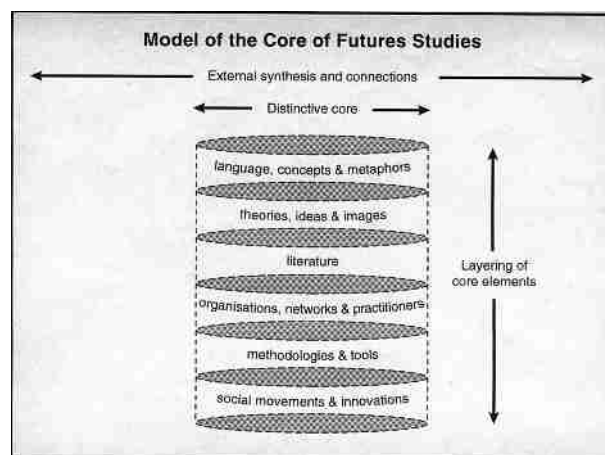 Model of the Core of Futures Studies
External synthesis and connections
Distinctive core
language, concepts & metaphors
theories, ideas & images
literature
organisations, networks & practitioners
methodologies & tools
social movements & innovations
Layering of
core elements